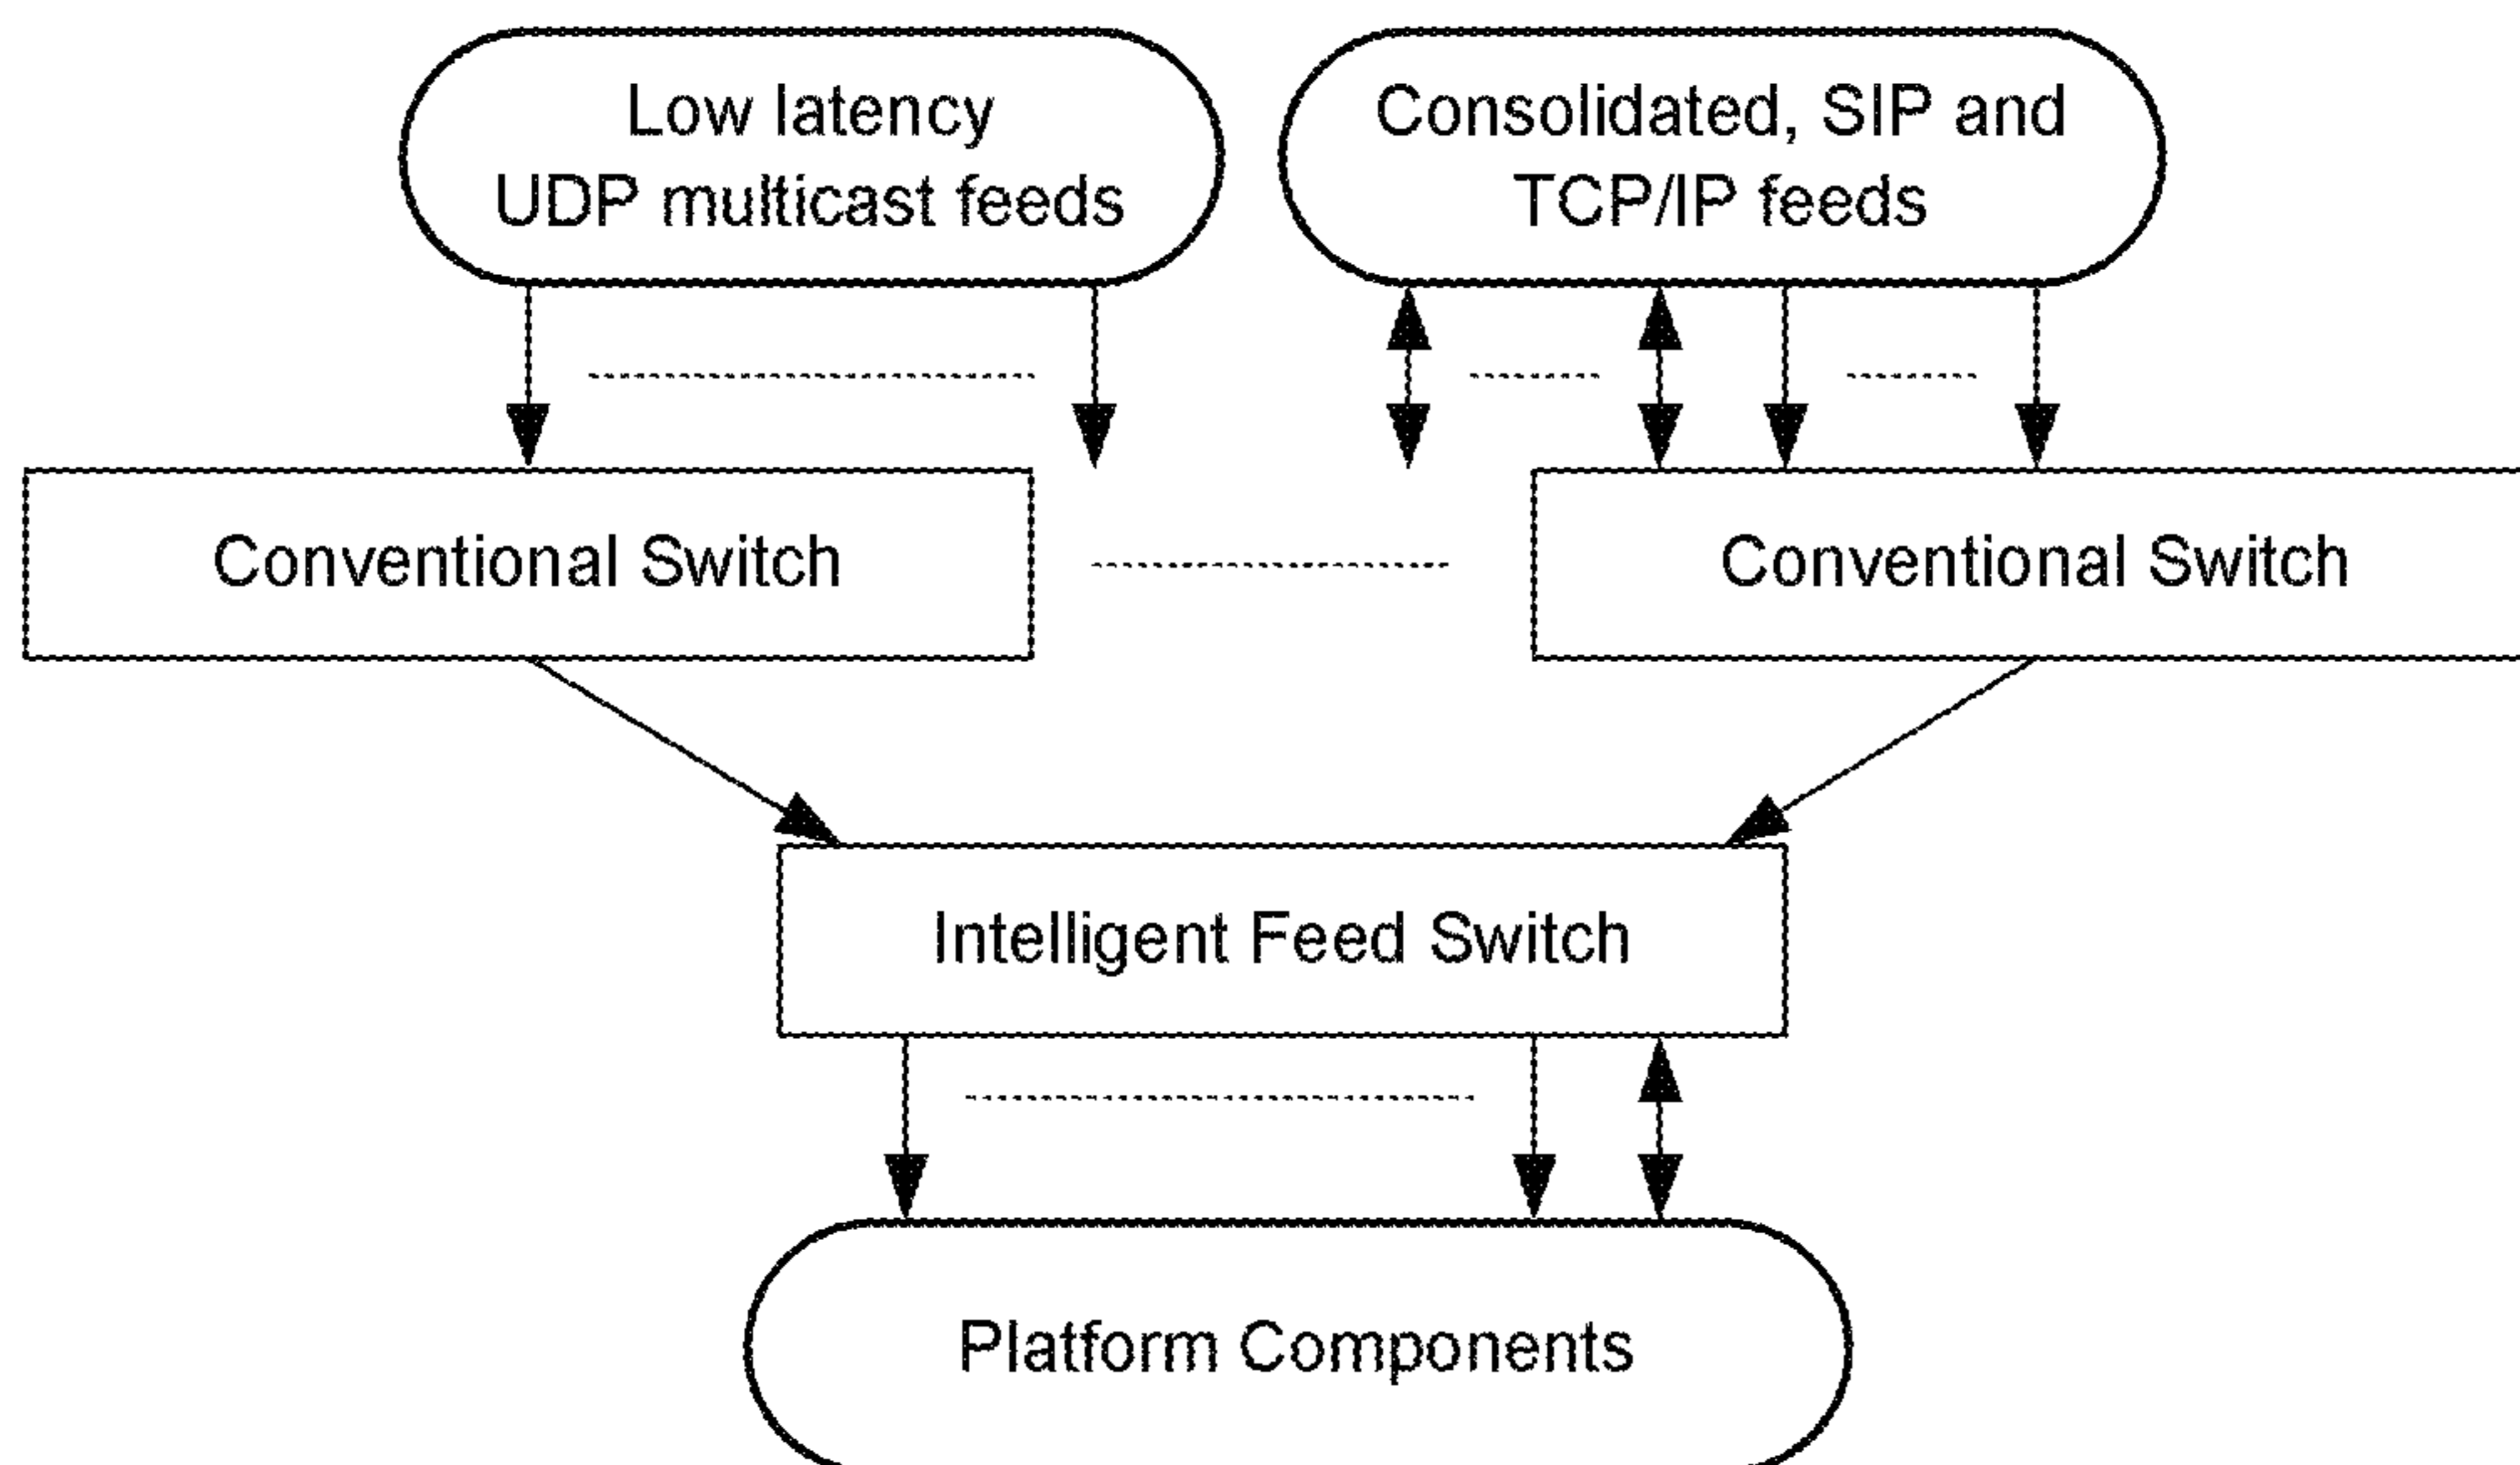 Low latency
UDP multicast feeds
Consolidated, SIP and
TCP/IP feeds
Conventional Switch
Conventional Switch
Intelligent Feed Switch
Platform Components